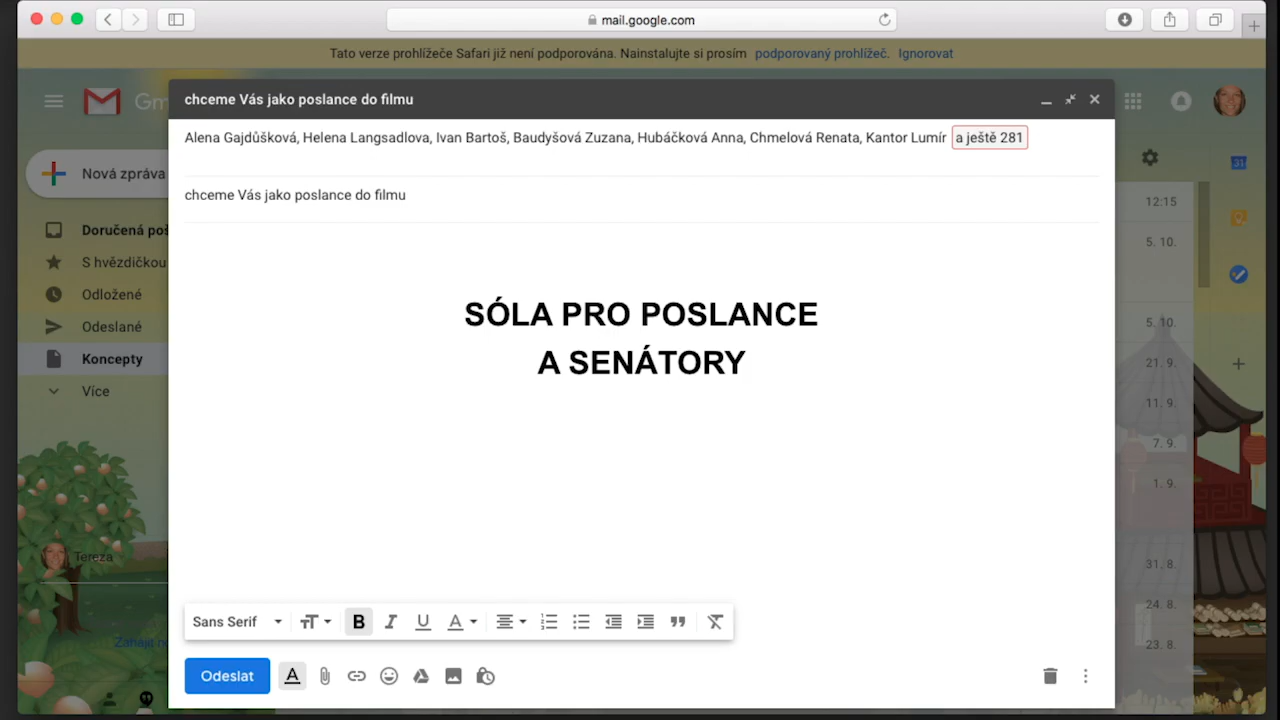 mail.google.com
Tato verze prohlížeče Safari již není podporována. Nainstalujte si prosím podporovaný prohlížeč. Ignorovat
chceme Vás jako poslance do filmu
Alena Gajdůšková, Helena Langsadlova, Ivan Bartoš, Baudyšová Zuzana, Hubáčková Anna, Chmelová Renata, Kantor Lumír a ještě 281
chceme Vás jako poslance do filmu
SÓLA PRO POSLANCE
A SENÁTORY
Sans Serif
Odeslat
Gm
Nová zpráva
Doručená poš
S hvězdičkou
Odložené
Odeslané
Koncepty
Více
Tereza
Zahájit
12:15
5. 10.
5. 10.
21. 9.
11. 9.
7. 9.
1. 9.
31. 8.
24. 8.
23. 8.
31